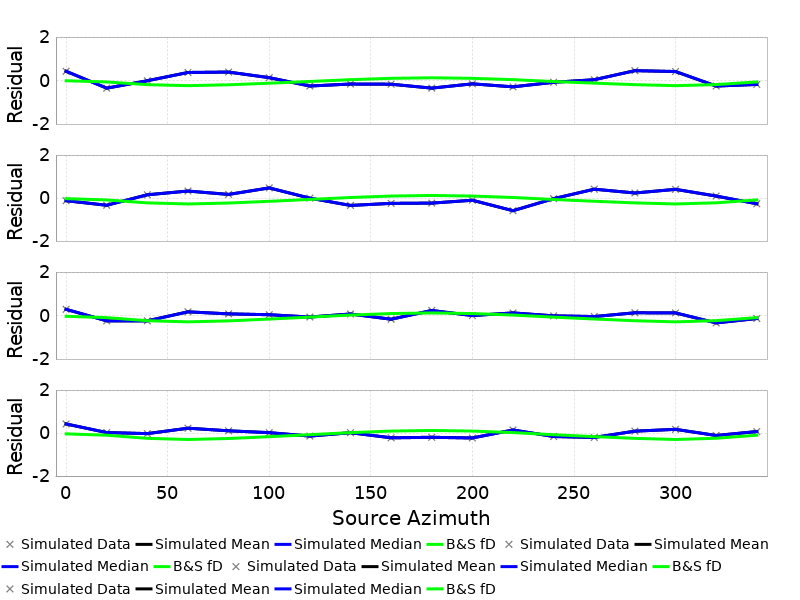 2
0
-2
Residual
2
0
-2
Residual
2
0
-2
Residual
2
0
-2
Residual
0 50 100 150 200 250 300
Source Azimuth
× Simulated Data Simulated Mean Simulated Median B&S fD × Simulated Data Simulated Mean
Simulated Median B&S fD × Simulated Data Simulated Mean Simulated Median B&S fD
× Simulated Data Simulated Mean Simulated Median B&S fD